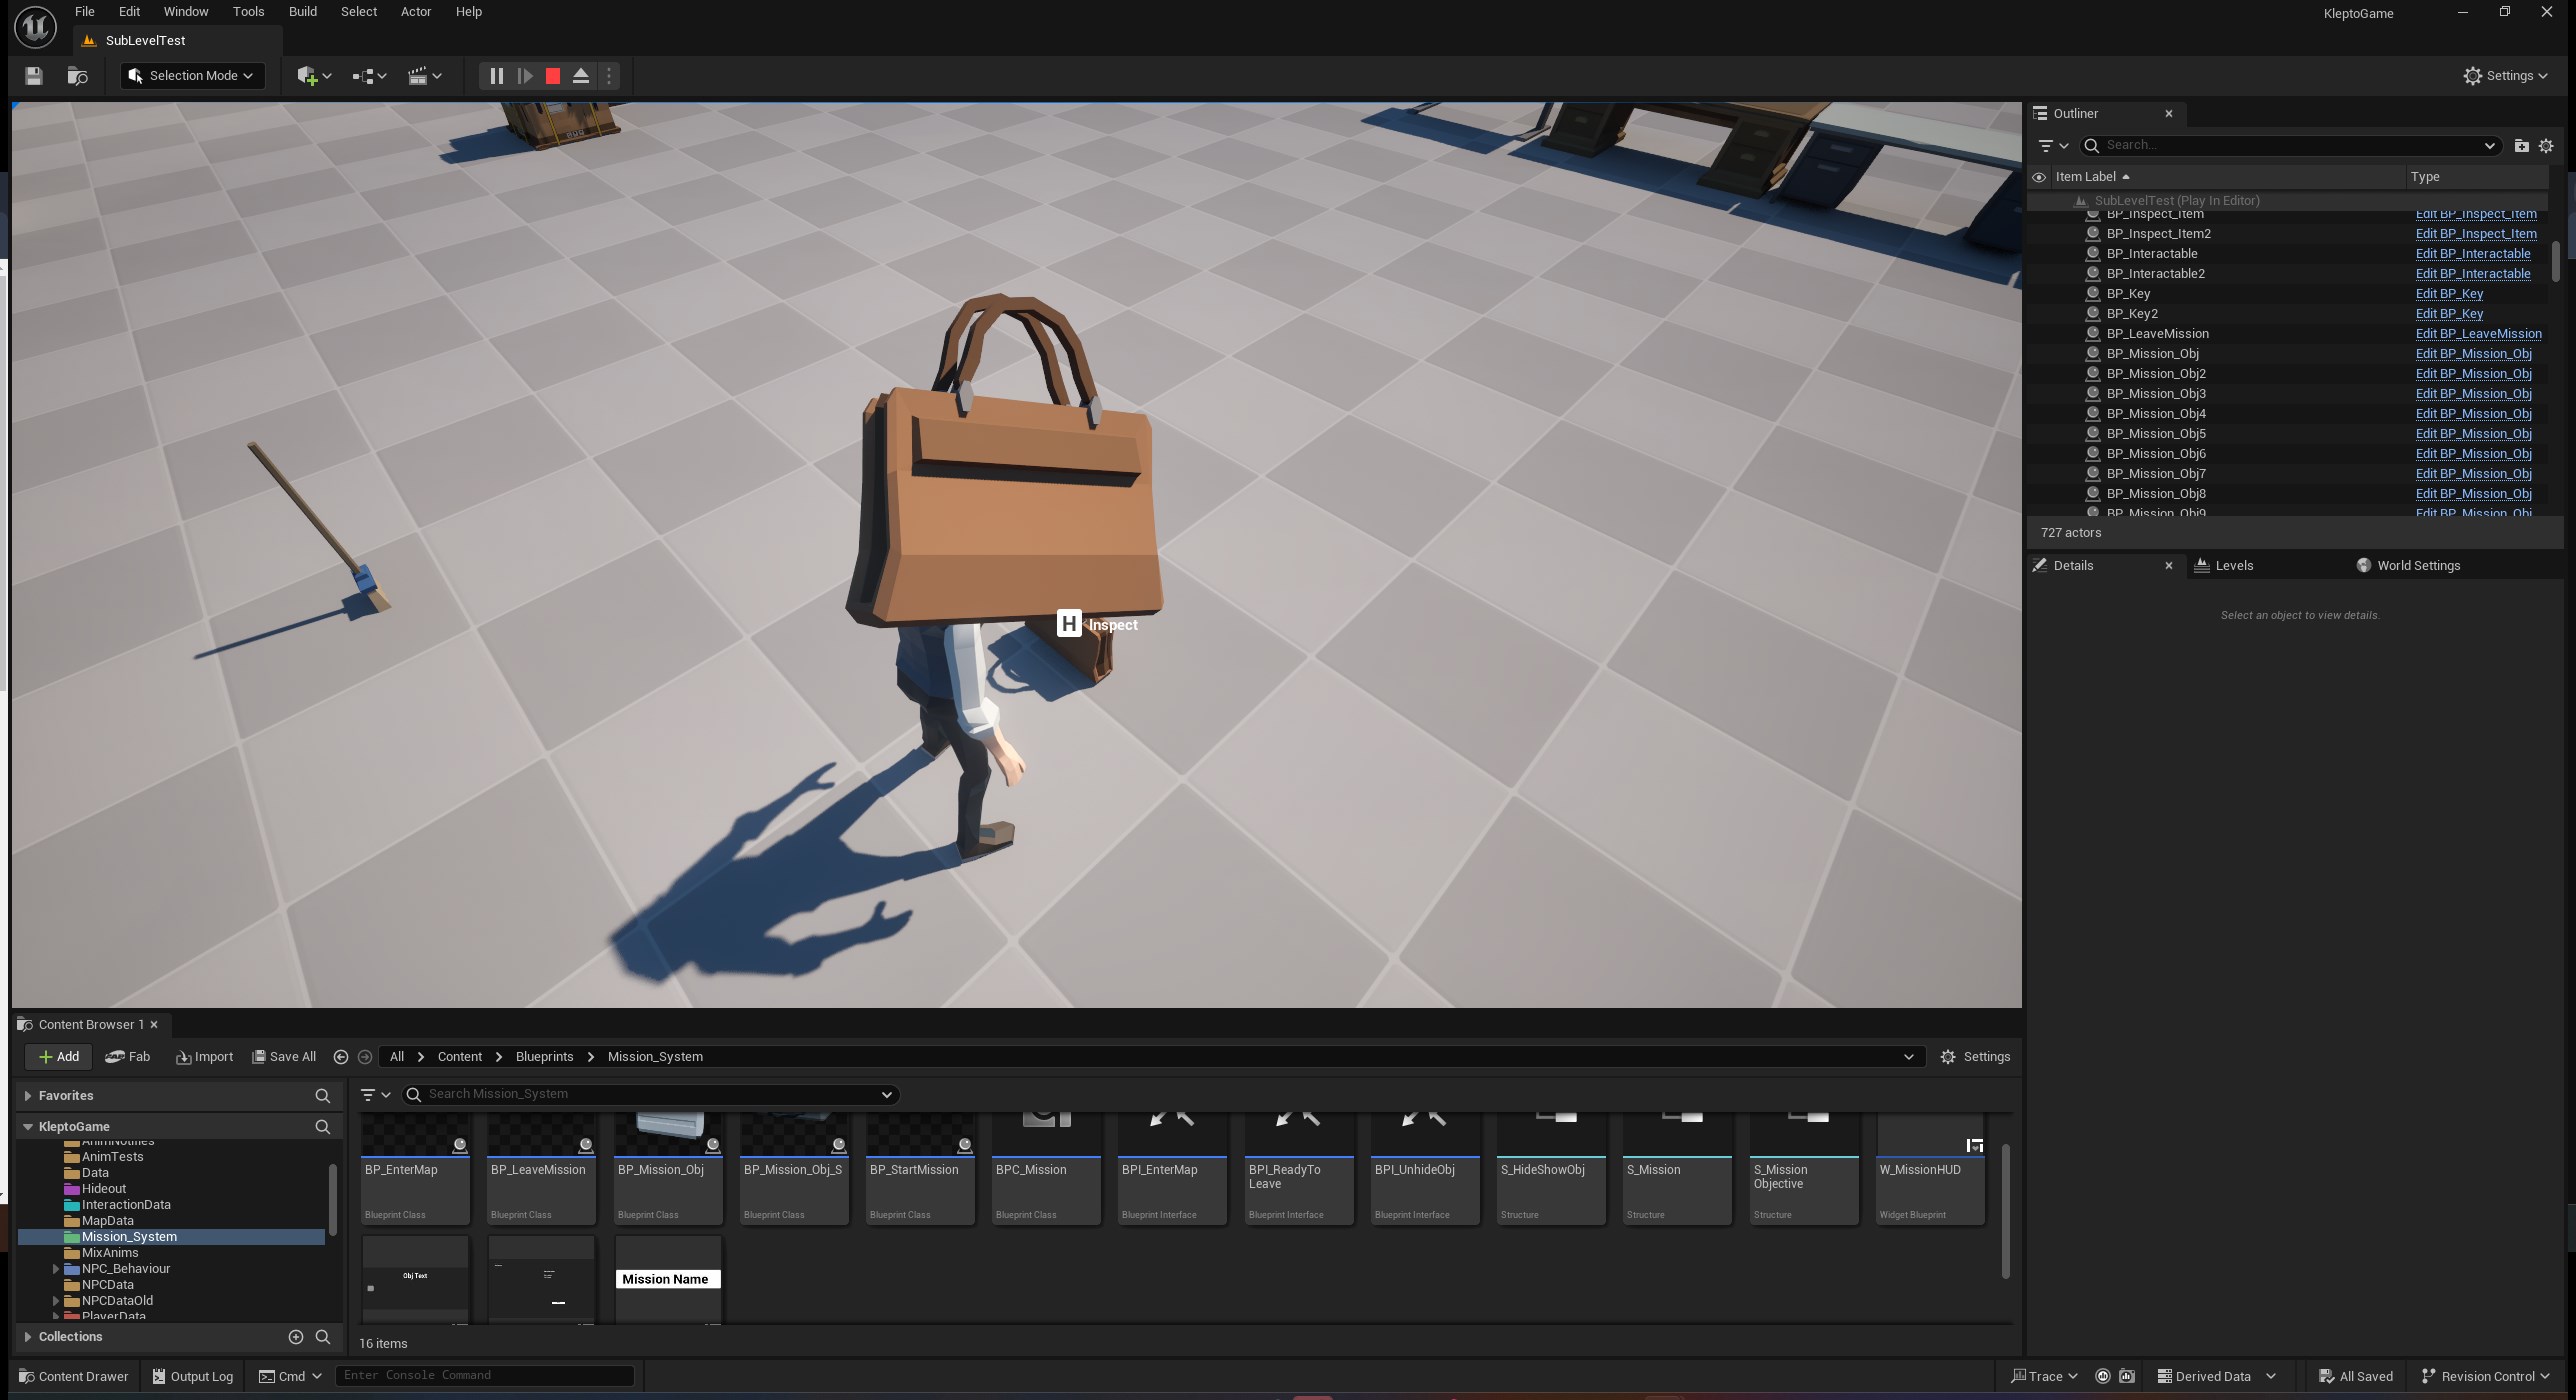 File Edit Window Tools Build Select Actor Help
KleptoGame
SubLevelTest
Selection Mode
Settings
H Inspect
Outliner
Search...
Item Label Type
SubLevelTest (Play In Editor)
BP_Inspect_Item Edit BP_Inspect_Item
BP_Inspect_Item2 Edit BP_Inspect_Item
BP_Interactable Edit BP_Interactable
BP_Interactable2 Edit BP_Interactable
BP_Key Edit BP_Key
BP_Key2 Edit BP_Key
BP_LeaveMission Edit BP_LeaveMission
BP_Mission_Obj Edit BP_Mission_Obj
BP_Mission_Obj2 Edit BP_Mission_Obj
BP_Mission_Obj3 Edit BP_Mission_Obj
BP_Mission_Obj4 Edit BP_Mission_Obj
BP_Mission_Obj5 Edit BP_Mission_Obj
BP_Mission_Obj6 Edit BP_Mission_Obj
BP_Mission_Obj7 Edit BP_Mission_Obj
BP_Mission_Obj8 Edit BP_Mission_Obj
BP_Mission_Obj9 Edit BP_Mission_Obj
727 actors
Details Levels World Settings
Select an object to view details.
Content Browser 1
Add Fab Import Save All All Content Blueprints Mission_System Settings
Favorites
KleptoGame
AnimNotifies
AnimTests
Data
Hideout
InteractionData
MapData
Mission_System
MixAnims
NPC_Behaviour
NPCData
NPCDataOld
PlayerData
Collections
Search Mission_System
BP_EnterMap
Blueprint Class
BP_LeaveMission
Blueprint Class
BP_Mission_Obj
Blueprint Class
BP_Mission_Obj_S
Blueprint Class
BP_StartMission
Blueprint Class
BPC_Mission
Blueprint Class
BPI_EnterMap
Blueprint Interface
BPI_ReadyTo
Leave
Blueprint Interface
BPI_UnhideObj
Blueprint Interface
S_HideShowObj
Structure
S_Mission
Structure
S_Mission
Objective
Structure
W_MissionHUD
Widget Blueprint
Obj Text
Mission Name
16 items
Content Drawer Output Log Cmd Enter Console Command
Trace Derived Data All Saved Revision Control